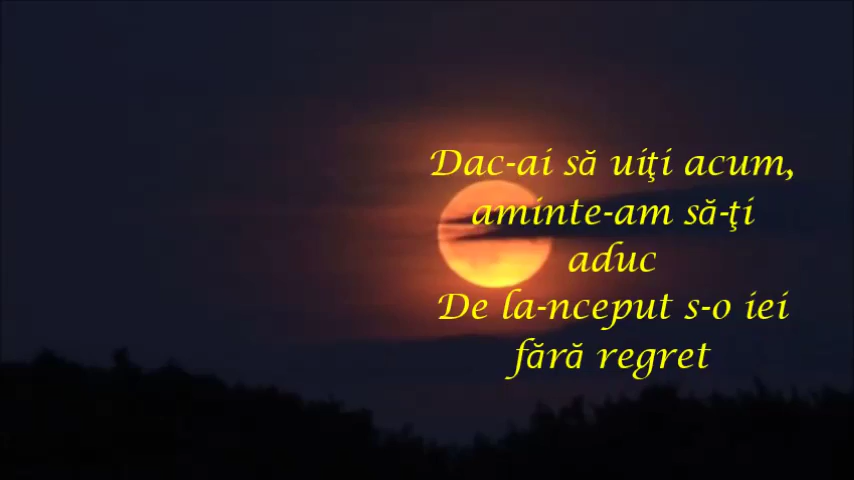 Dac-ai să uiţi acum,
aminte-am să-ţi
aduc
De la-nceput s-o iei
fără regret